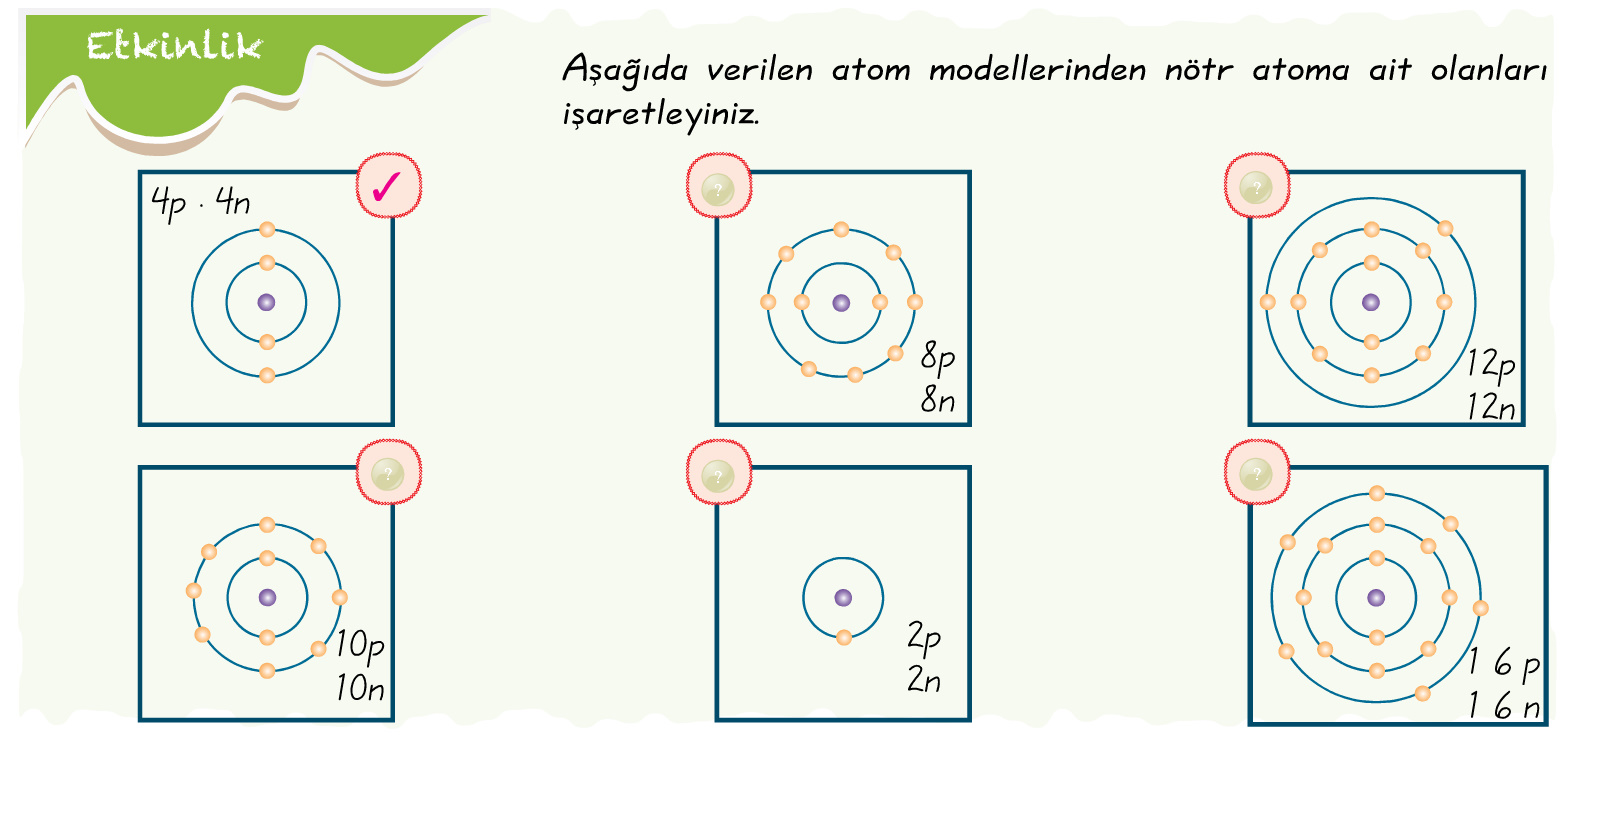 Etkinlik
Aşağıda verilen atom modellerinden nötr atoma ait olanları
işaretleyiniz.
4p . 4n
✓
?
8p
8n
?
12p
12n
?
10p
10n
?
2p
2n
?
1 6 p
1 6 n